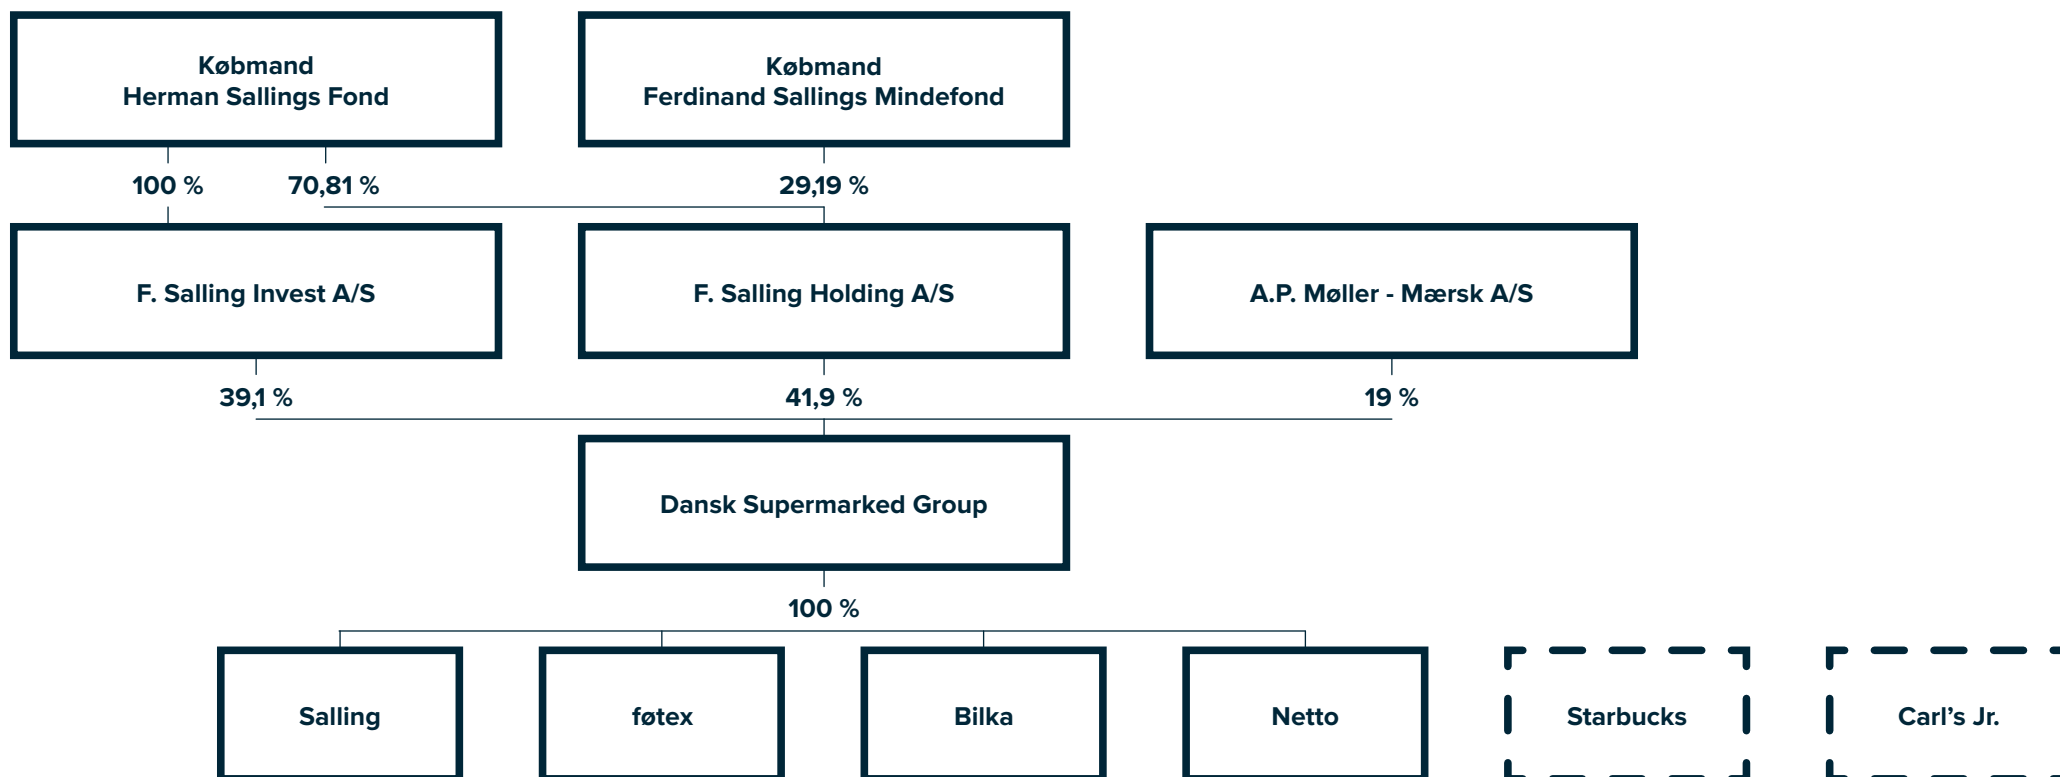 Købmand
Herman Sallings Fond
Købmand
Ferdinand Sallings Mindefond
100 %
70,81 %
29,19 %
F. Salling Invest A/S
F. Salling Holding A/S
A.P. Møller - Mærsk A/S
39,1 %
41,9 %
19 %
Dansk Supermarked Group
100 %
Salling
føtex
Bilka
Netto
Starbucks
Carl’s Jr.